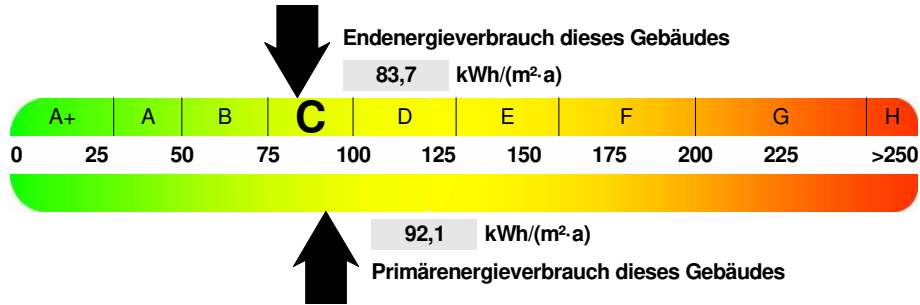 Endenergieverbrauch dieses Gebäudes
83,7 kWh/(m²·a)
A+ A B C D E F G H
0 25 50 75 100 125 150 175 200 225 >250
92,1 kWh/(m²·a)
Primärenergieverbrauch dieses Gebäudes